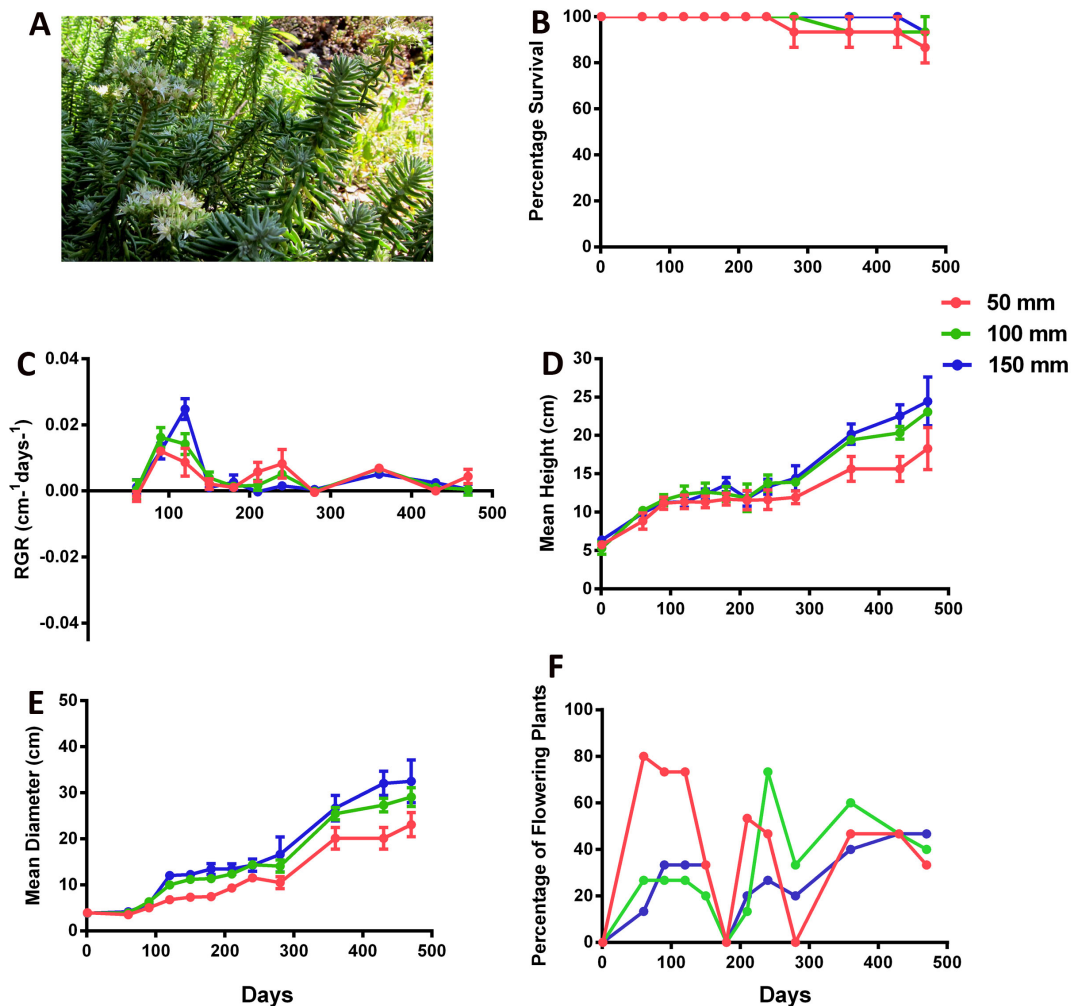 A
B
Percentage Survival
100
80
60
40
20
0
0 100 200 300 400 500
50 mm
100 mm
150 mm
C
RGR (cm-1days-1)
0.04
0.02
0.00
-0.02
-0.04
100 200 300 400 500
D
Mean Height (cm)
30
25
20
15
10
5
0
0 100 200 300 400 500
E
Mean Diameter (cm)
50
40
30
20
10
0
0 100 200 300 400 500
Days
F
Percentage of Flowering Plants
100
80
60
40
20
0
0 100 200 300 400 500
Days